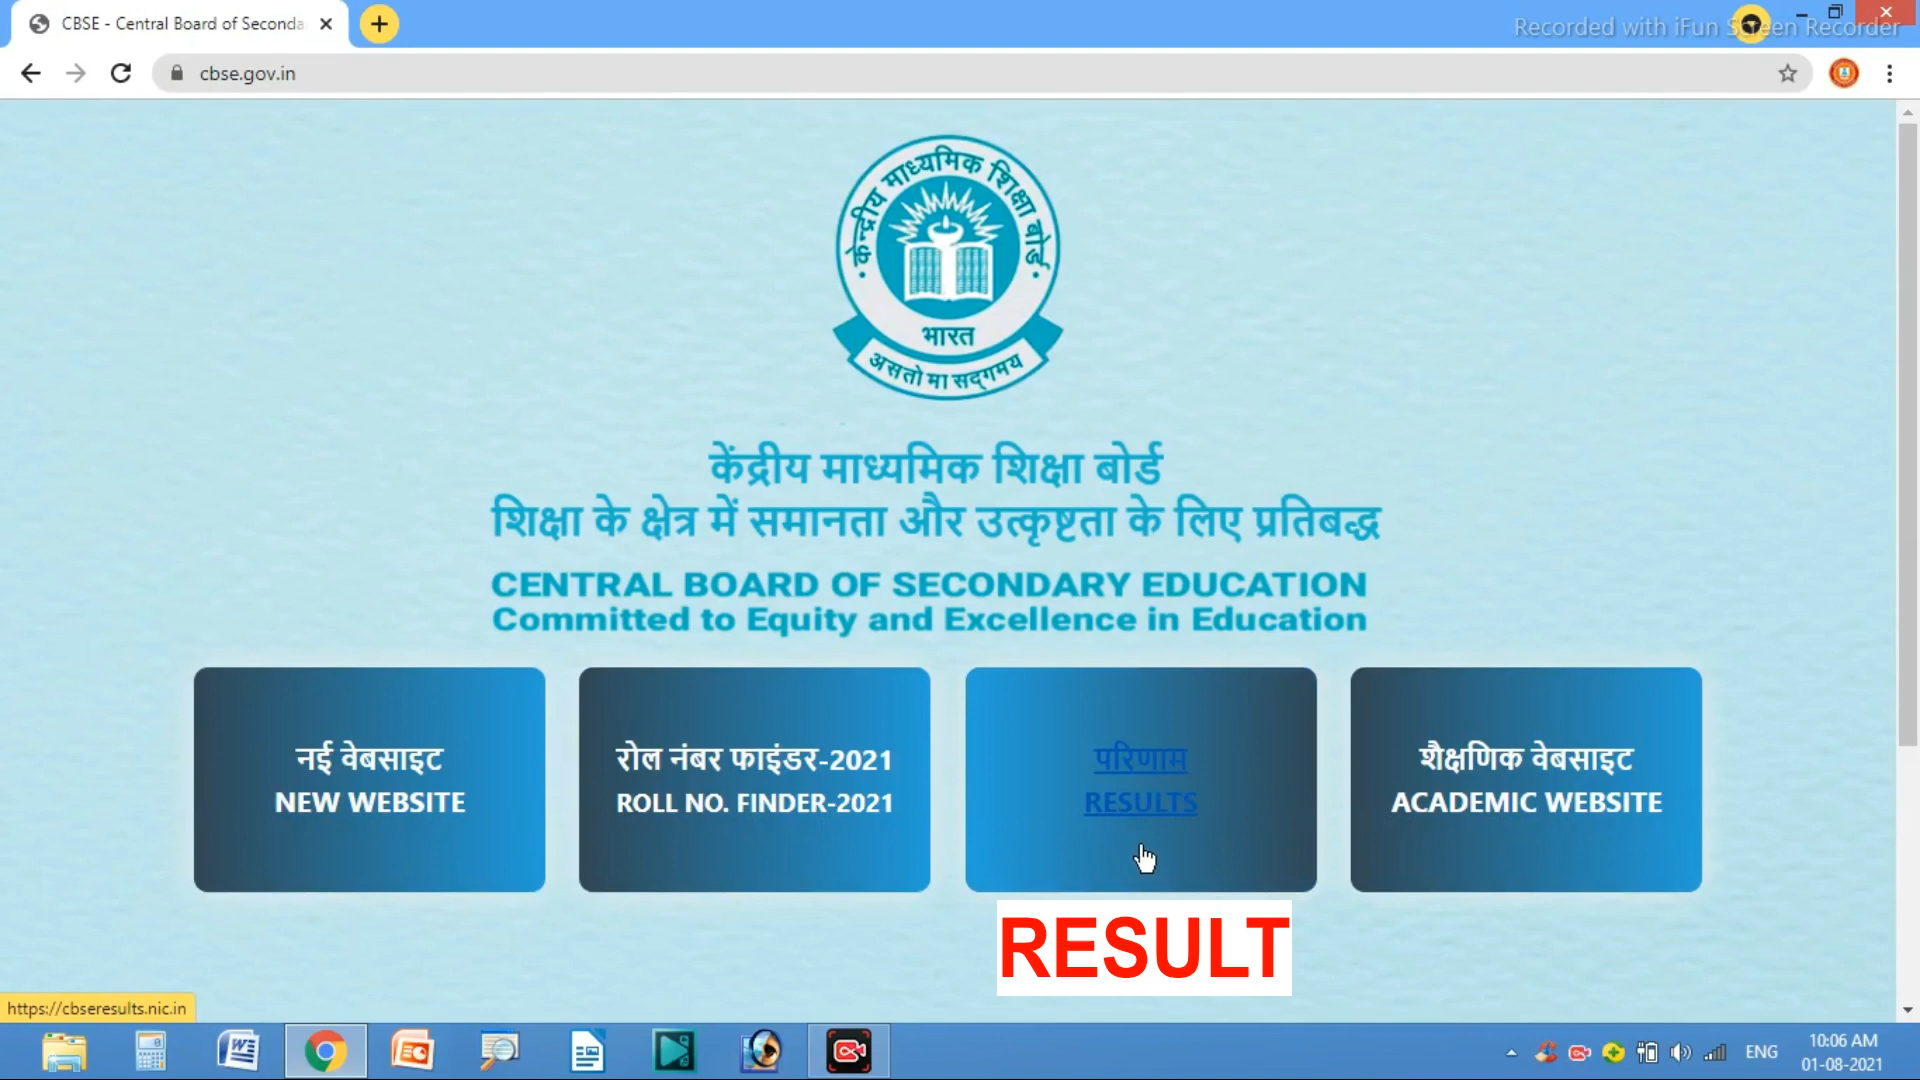 CBSE - Central Board of Seconda
Recorded with iFun Screen Recorder
cbse.gov.in
केन्द्रीय माध्यमिक शिक्षा बोर्ड
भारत
असतो मा सद्गमय
केंद्रीय माध्यमिक शिक्षा बोर्ड
शिक्षा के क्षेत्र में समानता और उत्कृष्टता के लिए प्रतिबद्ध
CENTRAL BOARD OF SECONDARY EDUCATION
Committed to Equity and Excellence in Education
नई वेबसाइट
NEW WEBSITE
रोल नंबर फाइंडर-2021
ROLL NO. FINDER-2021
परिणाम
RESULTS
शैक्षणिक वेबसाइट
ACADEMIC WEBSITE
RESULT
https://cbseresults.nic.in
ENG
10:06 AM
01-08-2021